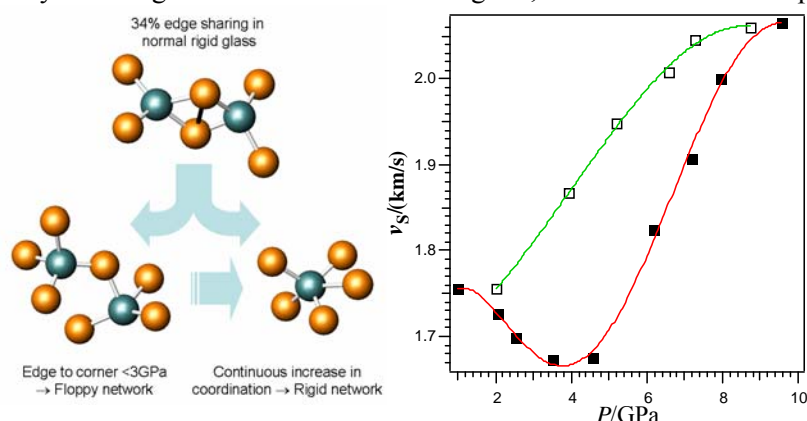 34% edge sharing in
normal rigid glass
Edge to corner <3GPa
→ Floppy network
Continuous increase in
coordination → Rigid network
vS/(km/s)
2.0
1.9
1.8
1.7
2 4 6 8 10
P/GPa